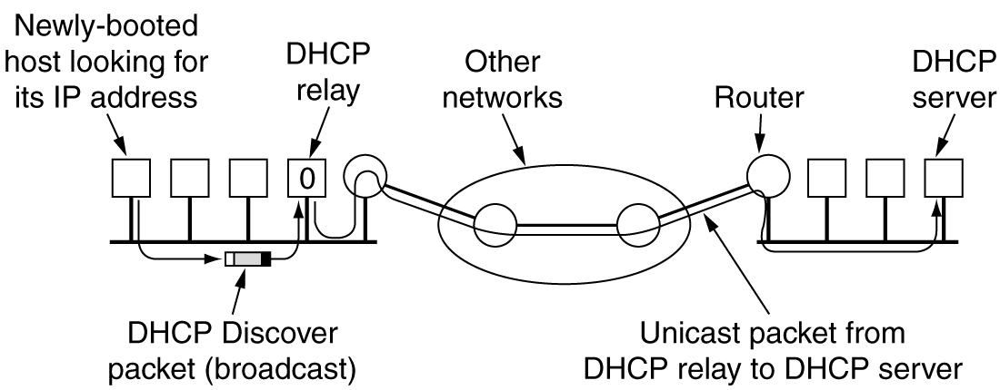 Newly-booted
host looking for
its IP address
DHCP
relay
Other
networks
Router
DHCP
server
0
DHCP Discover
packet (broadcast)
Unicast packet from
DHCP relay to DHCP server